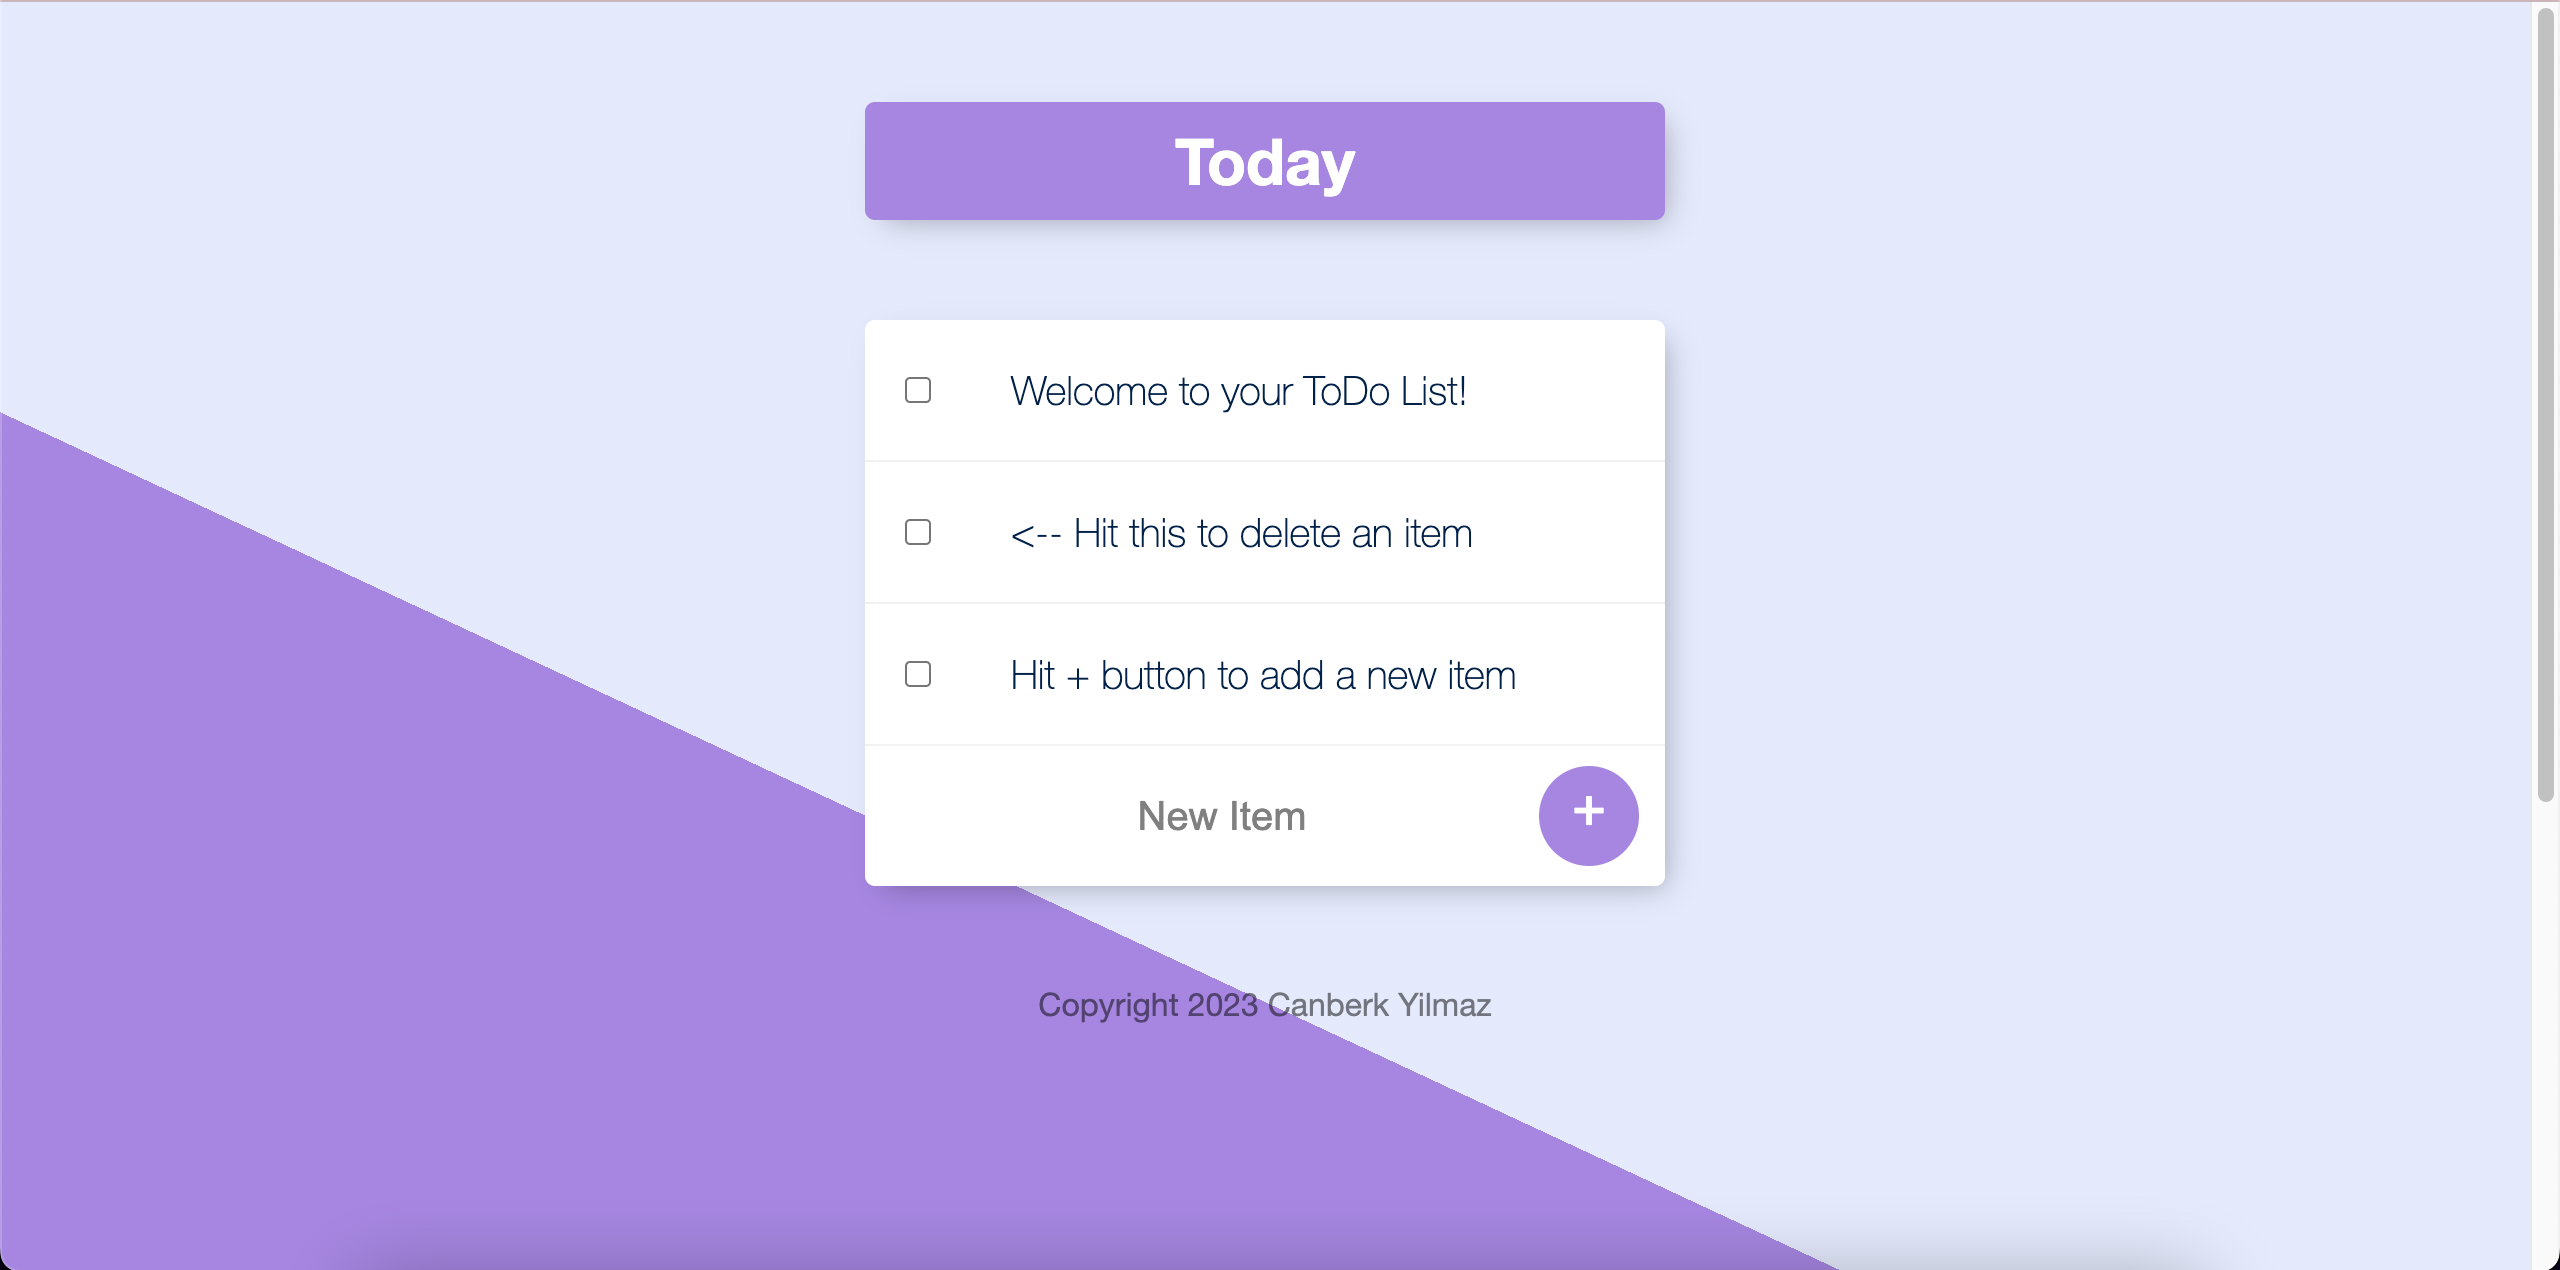 Today
Welcome to your ToDo List!
<-- Hit this to delete an item
Hit + button to add a new item
New Item
+
Copyright 2023 Canberk Yilmaz